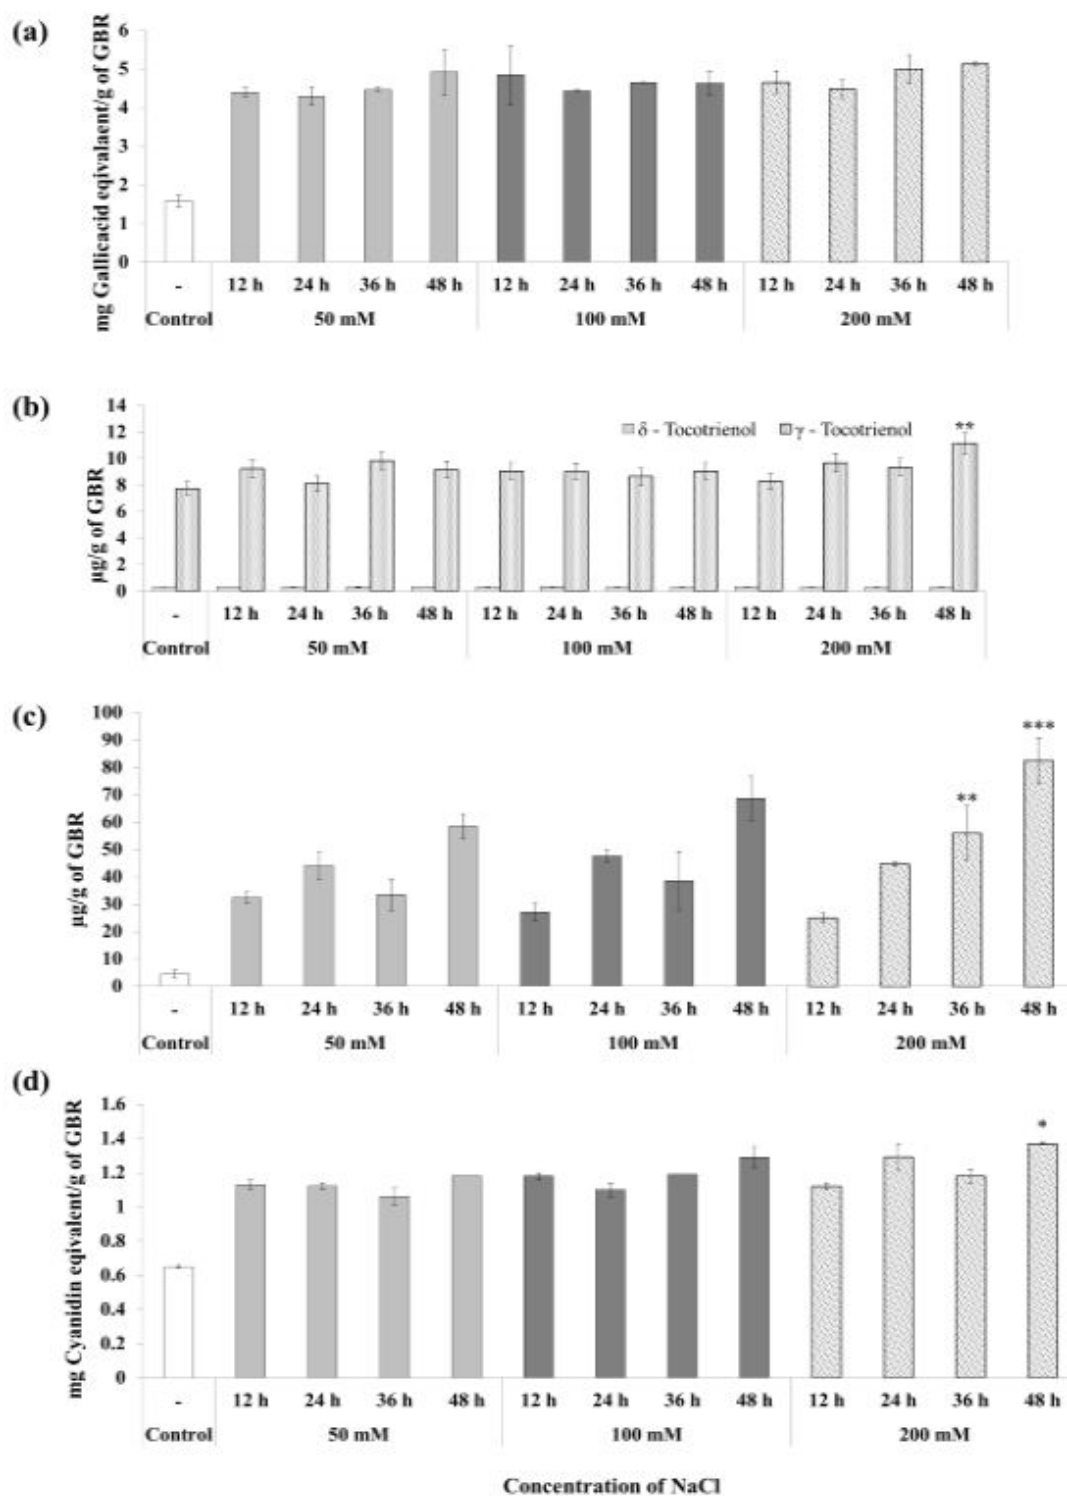 (a)
mg Gallicacid eqivalaent/g of GBR
6
5
4
3
2
1
0
- 12 h 24 h 36 h 48 h 12 h 24 h 36 h 48 h 12 h 24 h 36 h 48 h
Control 50 mM 100 mM 200 mM
(b)
µg/g of GBR
14
12
10
8
6
4
2
0
δ - Tocotrienol γ - Tocotrienol
**
- 12 h 24 h 36 h 48 h 12 h 24 h 36 h 48 h 12 h 24 h 36 h 48 h
Control 50 mM 100 mM 200 mM
(c)
µg/g of GBR
100
90
80
70
60
50
40
30
20
10
0
***
**
- 12 h 24 h 36 h 48 h 12 h 24 h 36 h 48 h 12 h 24 h 36 h 48 h
Control 50 mM 100 mM 200 mM
(d)
mg Cyanidin eqivalent/g of GBR
1.6
1.4
1.2
1
0.8
0.6
0.4
0.2
0
*
- 12 h 24 h 36 h 48 h 12 h 24 h 36 h 48 h 12 h 24 h 36 h 48 h
Control 50 mM 100 mM 200 mM
Concentration of NaCl